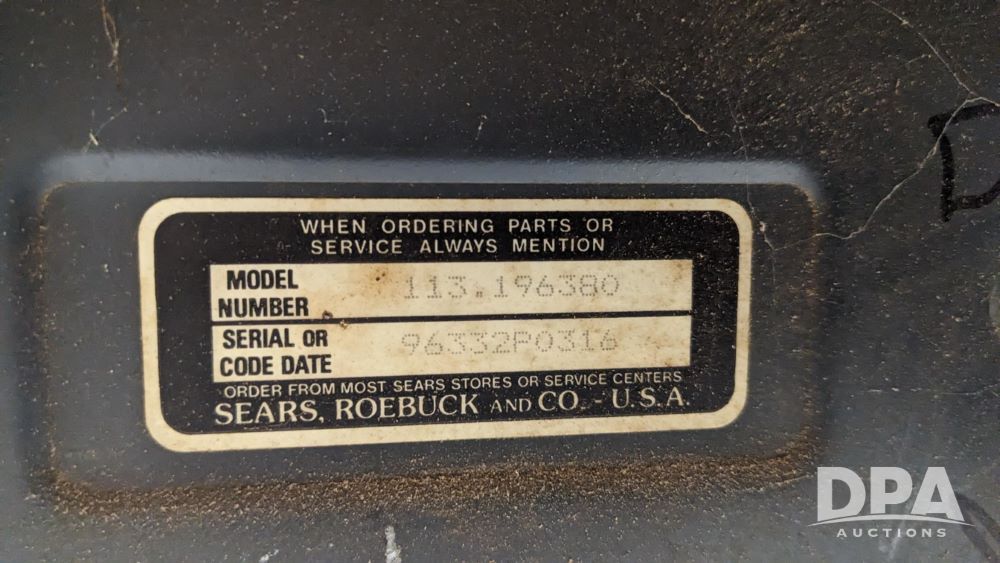 WHEN ORDERING PARTS OR
SERVICE ALWAYS MENTION
MODEL
NUMBER
113.196380
SERIAL OR
CODE DATE
96332P0316
ORDER FROM MOST SEARS STORES OR SERVICE CENTERS
SEARS, ROEBUCK AND CO. - U.S.A.
DPA
AUCTIONS